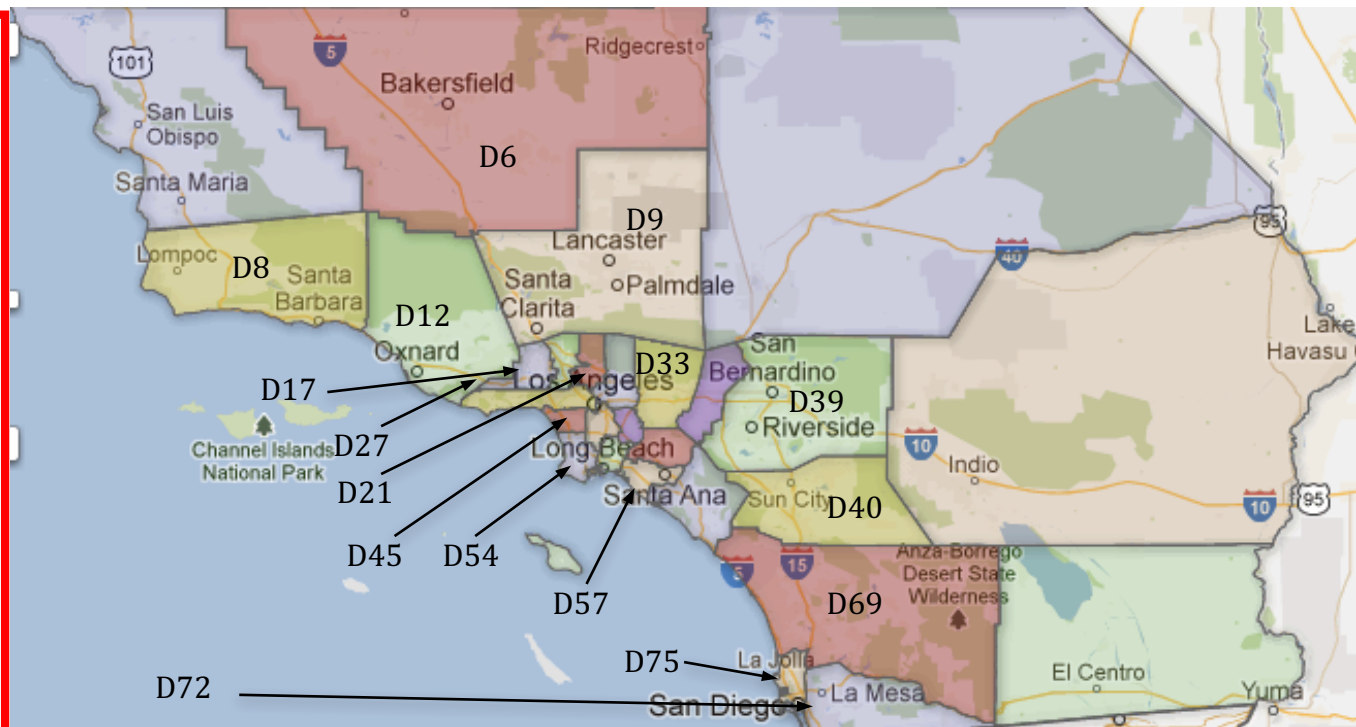 5
Ridgecrest
101
Bakersfield
San Luis
Obispo
D6
Santa Maria
D9
95
Lancaster
40
Lompoc
D8
Santa
Barbara
Santa
Clarita
Palmdale
D12
Lake
Havasu
Oxnard
D33
San
Bernardino
Los Angeles
D17
D39
Riverside
Channel Islands
National Park
D27
Long Beach
10
Indio
D21
Santa Ana
Sun City
D40
10
95
D45
D54
5
15
Anza-Borrego
Desert State
Wilderness
D57
D69
D75
La Jolla
El Centro
D72
San Diego
La Mesa
Yuma